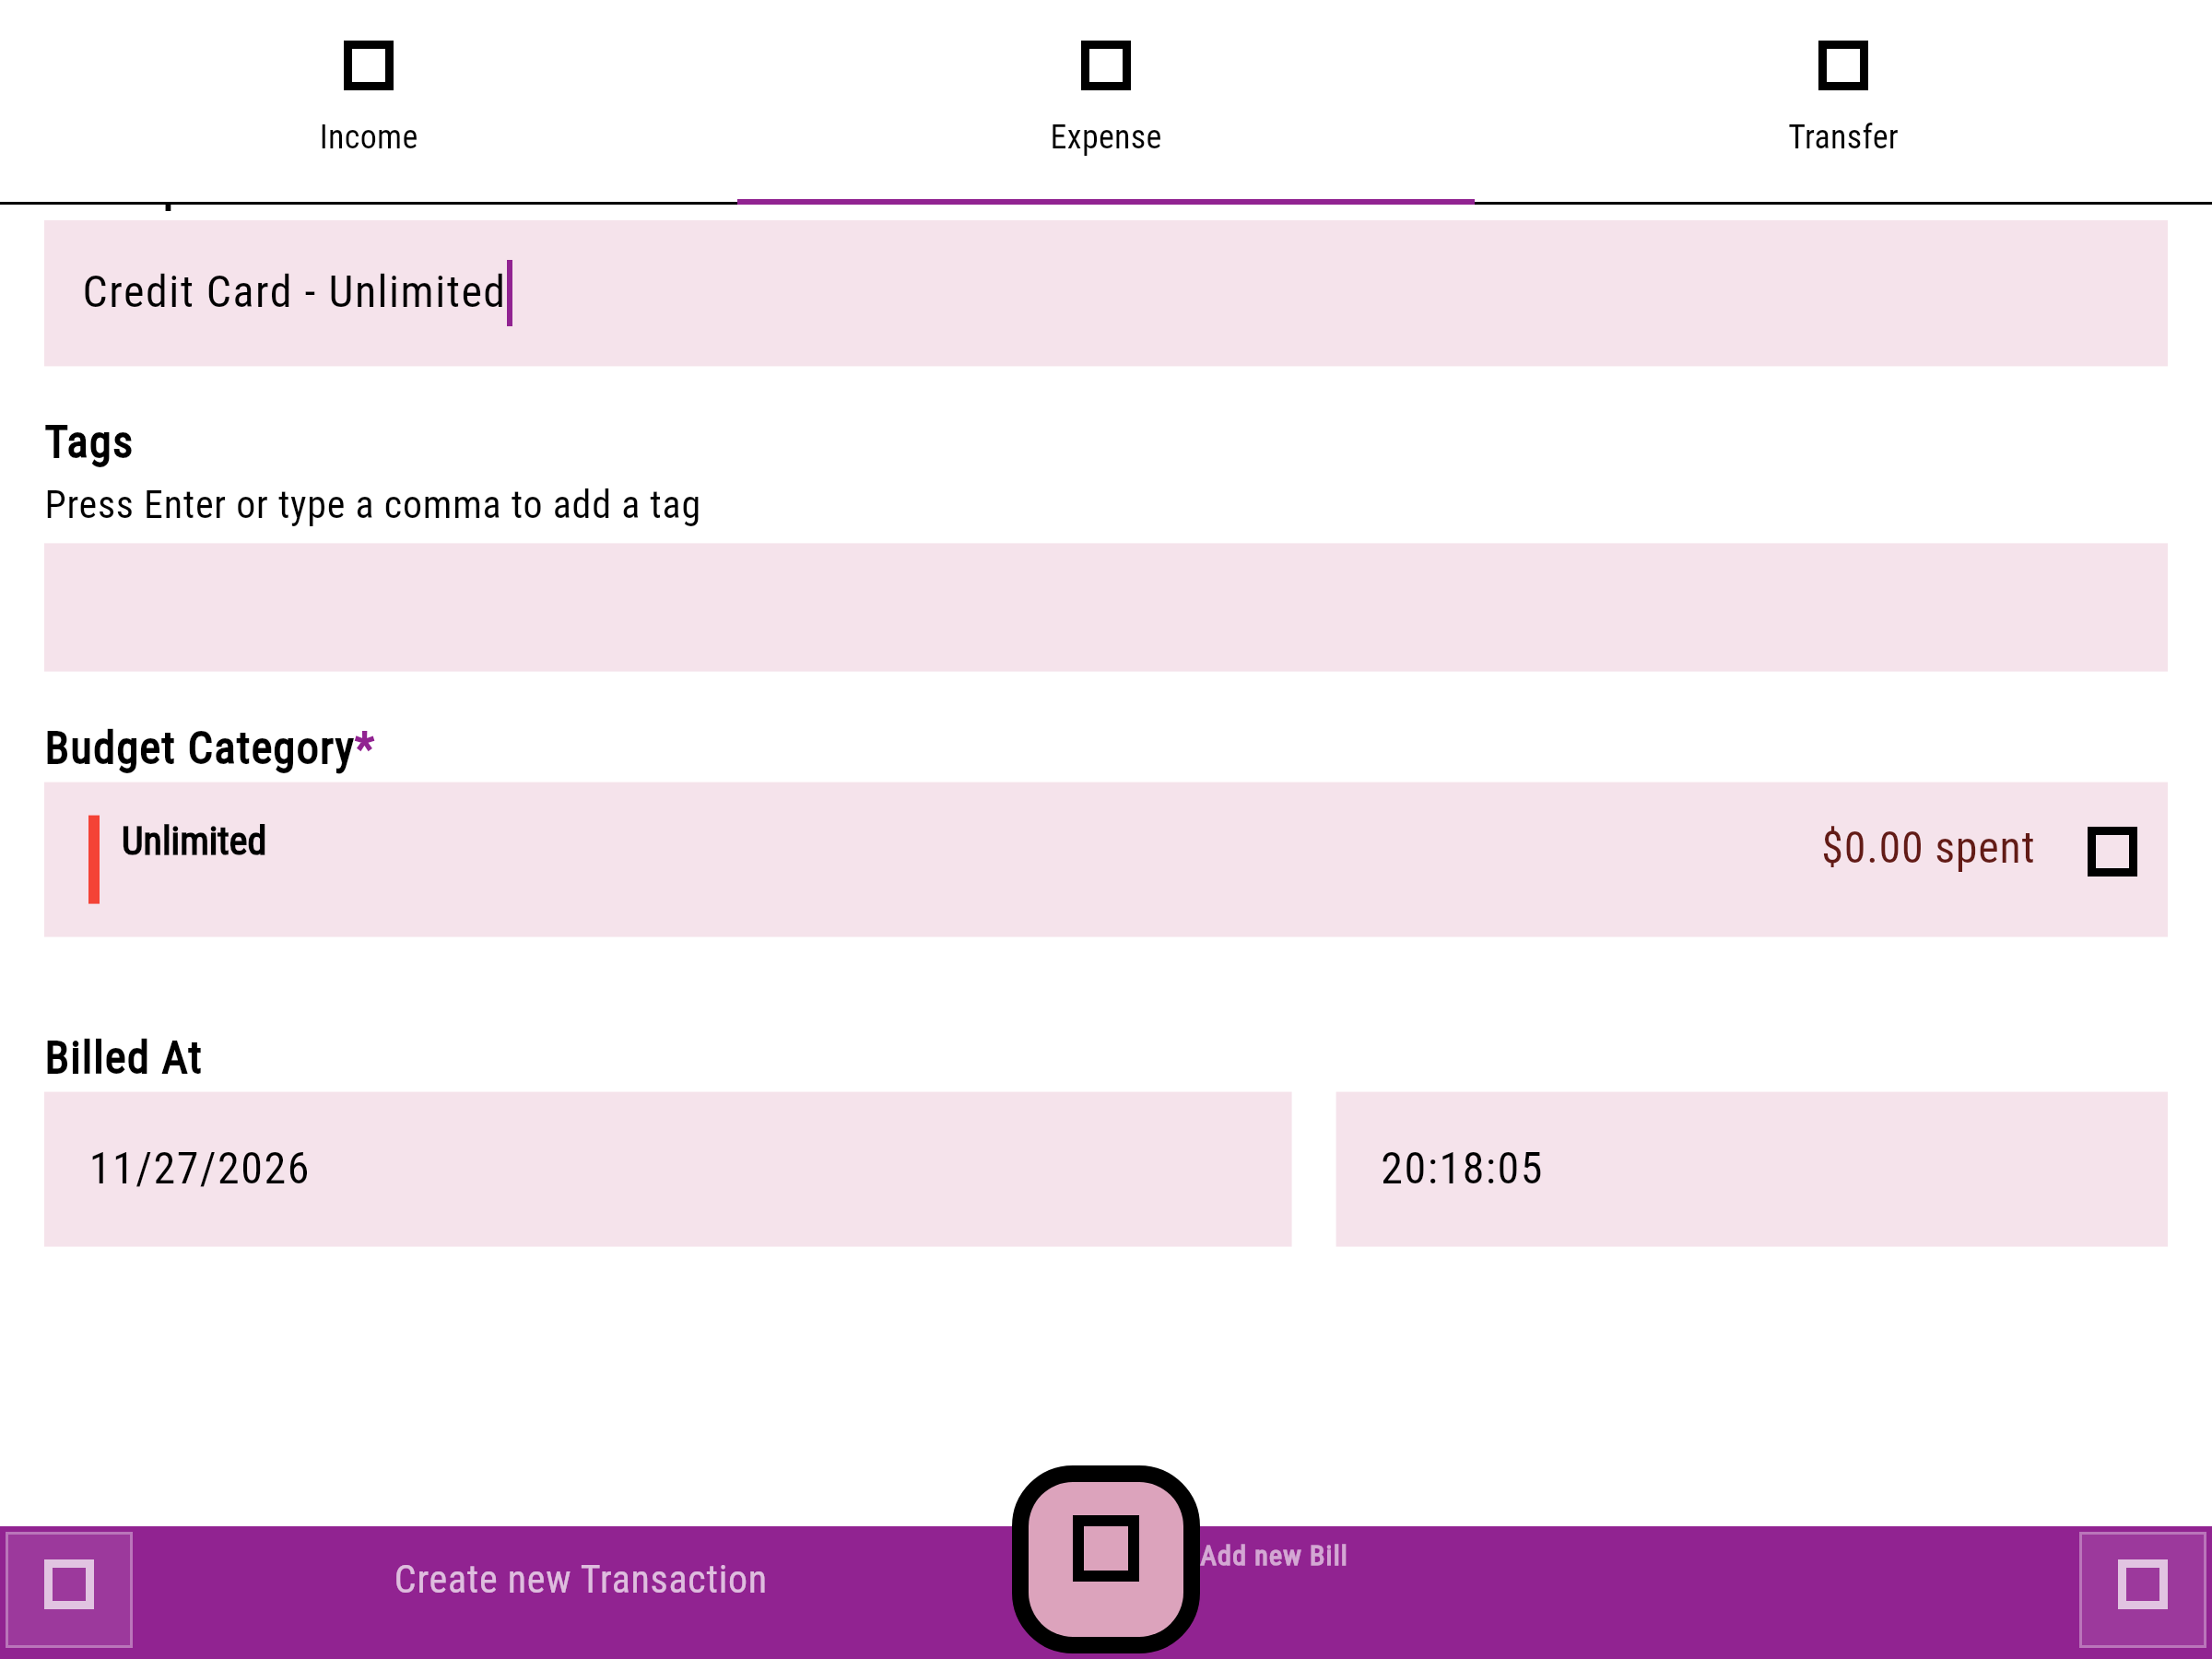 Income
Expense
Transfer
Credit Card - Unlimited
Tags
Press Enter or type a comma to add a tag
Budget Category*
Unlimited
$0.00 spent
Billed At
11/27/2026
20:18:05
Create new Transaction
Add new Bill